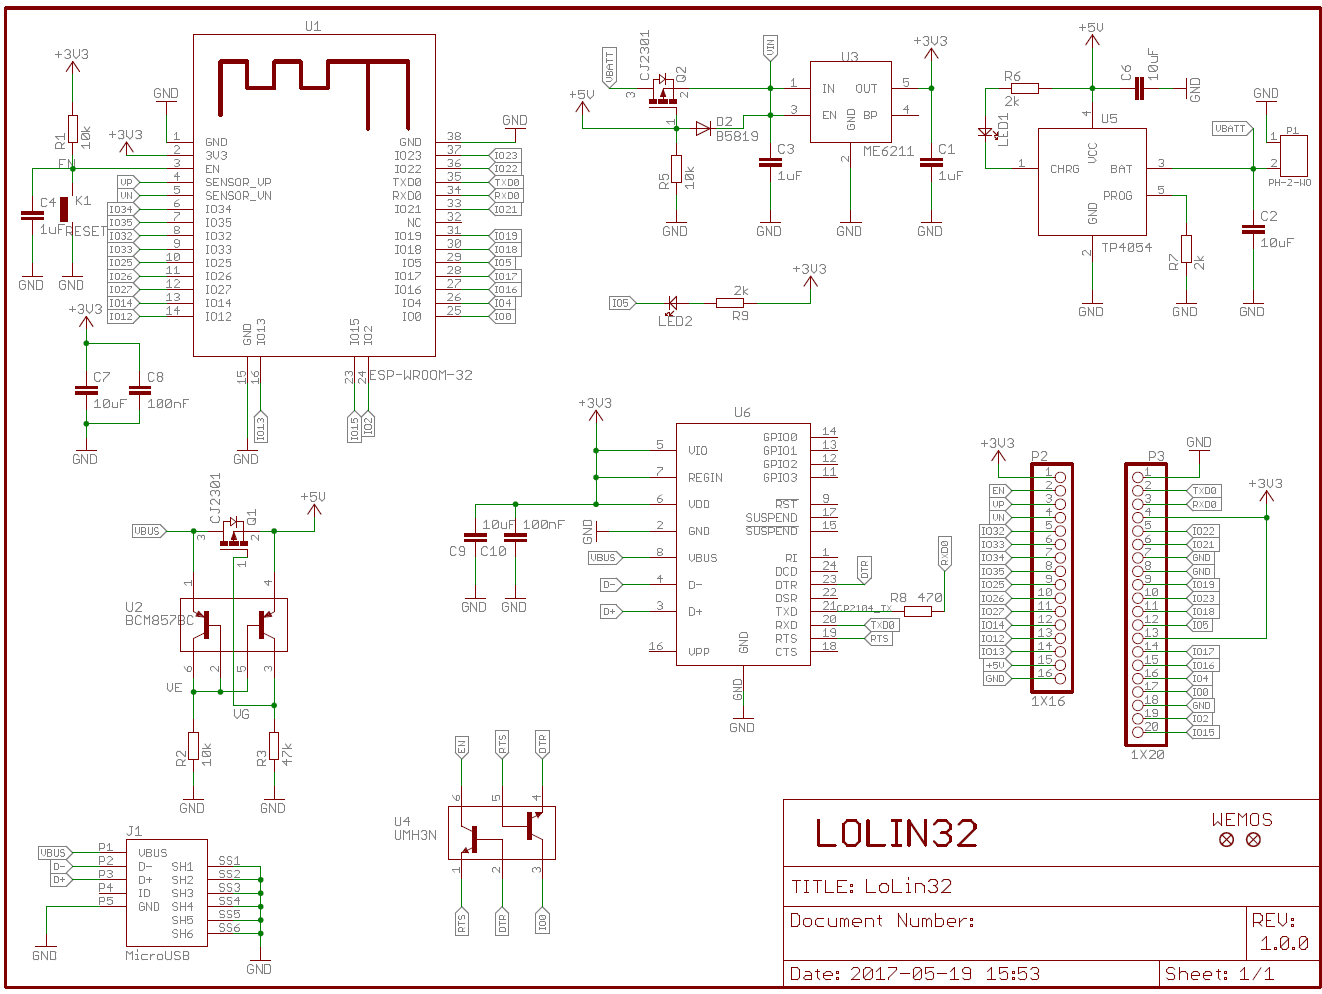 U1
+3V3
GND
R1
10k
+3V3
EN
K1
RESET
C4
1uF
GND
GND
1 GND
2 3V3
3 EN
VP 4 SENSOR_VP
VN 5 SENSOR_VN
IO34 6 IO34
IO35 7 IO35
IO32 8 IO32
IO33 9 IO33
IO25 10 IO25
IO26 11 IO26
IO27 12 IO27
IO14 13 IO14
IO12 14 IO12
GND
GND 38
IO23 37 IO23
IO22 36 IO22
TXD0 35 TXD0
RXD0 34 RXD0
IO21 33 IO21
NC 32
IO19 31 IO19
IO18 30 IO18
IO5 29 IO5
IO17 28 IO17
IO16 27 IO16
IO4 26 IO4
IO0 25 IO0
GND 15
IO13 16 IO13
IO15 23 IO15
IO2 24 IO2
ESP-WROOM-32
GND
+3V3
C7
10uF
C8
100nF
GND
VBATT
CJ2301
Q2
3
2
1
+5V
D2
B5819
R5
10k
GND
VIN
C3
1uF
GND
U3
1 IN
OUT 5
3 EN
BP 4
GND
2
ME6211
GND
+3V3
C1
1uF
GND
IO5
LED2
2k
R9
+3V3
+5V
R6
2k
LED1
C6
10uF
GND
U5
4
VCC
1 CHRG
BAT 3
PROG 5
GND
2
TP4054
GND
R7
2k
GND
VBATT
GND
P1
1
2
PH-2-WO
C2
10uF
GND
VBUS
CJ2301
Q1
3
2
1
+5V
U2
BCM857BC
1
4
6
2
5
3
VE
VG
R2
10k
R3
47k
GND
GND
+3V3
C9
10uF
C10
100nF
GND
GND
U6
5 VIO
7 REGIN
6 VDD
GND 2 GND
VBUS 8 VBUS
D- 4 D-
D+ 3 D+
16 VPP
GPIO0 14
GPIO1 13
GPIO2 12
GPIO3 11
RST 9
SUSPEND 17
SUSPEND 15
RI 1
DCD 24
DTR 23 DTR
DSR 22
TXD 21 CP2104_TX R8 470 RXD0
RXD 20 TXD0
RTS 19 RTS
CTS 18
GND
GND
GND
+3V3
P2
1
EN 2
VP 3
VN 4
IO32 5
IO33 6
IO34 7
IO35 8
IO25 9
IO26 10
IO27 11
IO14 12
IO12 13
IO13 14
+5V 15
GND 16
1X16
GND
+3V3
P3
1
2 TXD0
3 RXD0
4
5 IO22
6 IO21
7 GND
8 GND
9 IO19
10 IO23
11 IO18
12 IO5
13
14 IO17
15 IO16
16 IO4
17 IO0
18 GND
19 IO2
20 IO15
1X20
J1
VBUS P1 VBUS
D- P2 D-
D+ P3 D+
P4 ID
P5 GND
SH1 SS1
SH2 SS2
SH3 SS3
SH4 SS4
SH5 SS5
SH6 SS6
MicroUSB
GND
GND
EN
RTS
DTR
6
5
4
U4
UMH3N
1
2
3
RTS
DTR
IO0
LOLIN32
WEMOS
TITLE: LoLin32
Document Number:
REV:
1.0.0
Date: 2017-05-19 15:53
Sheet: 1/1